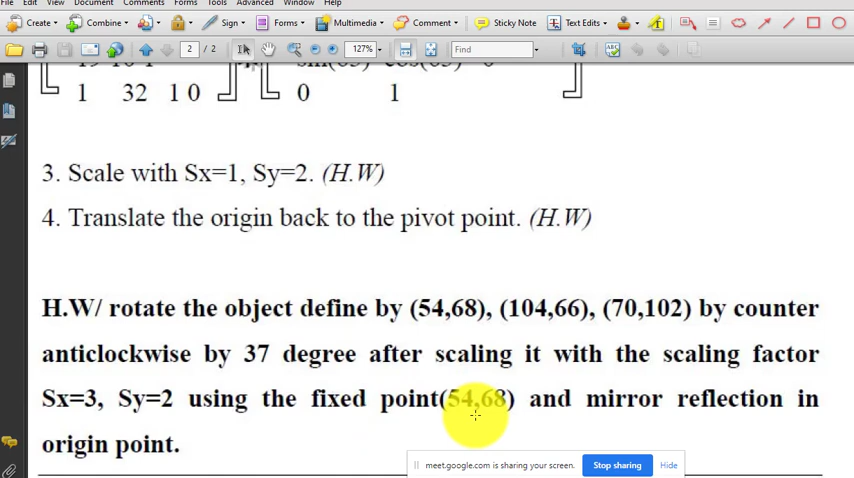 File Edit View Document Comments Forms Tools Advanced Window Help
Create Combine Sign Forms Multimedia Comment Sticky Note Text Edits
2 / 2 127% Find
1 32 1 0 0 1
3. Scale with Sx=1, Sy=2. (H.W)
4. Translate the origin back to the pivot point. (H.W)
H.W/ rotate the object define by (54,68), (104,66), (70,102) by counter
anticlockwise by 37 degree after scaling it with the scaling factor
Sx=3, Sy=2 using the fixed point(54,68) and mirror reflection in
origin point.
meet.google.com is sharing your screen. Stop sharing Hide